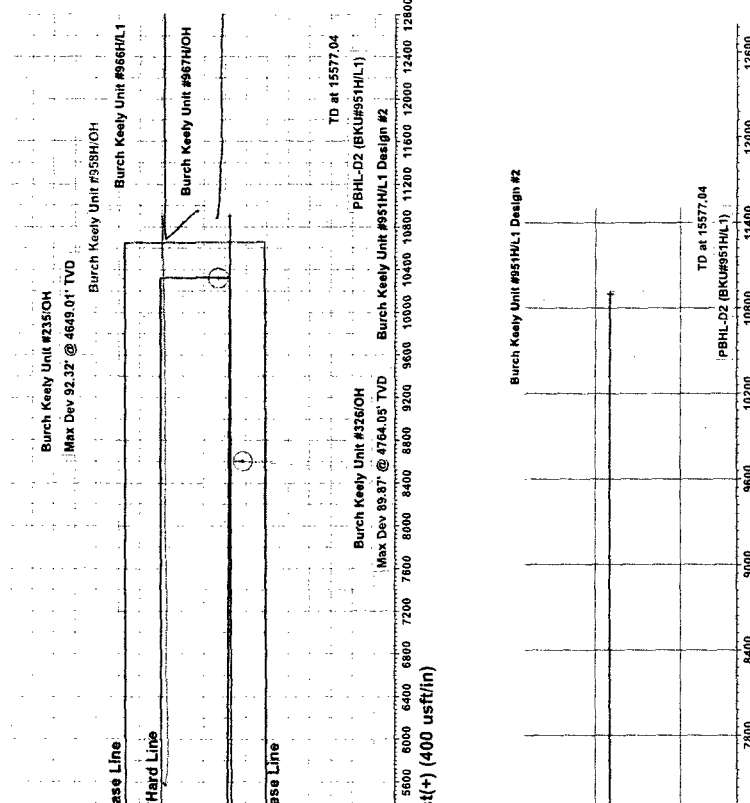 Burch Keely Unit #235/OH
Max Dev 92.32° @ 4649.01' TVD
Burch Keely Unit #958H/OH
Burch Keely Unit #966H/L1
Burch Keely Unit #967H/OH
TD at 15577.04
PBHL-D2 (BKU#951H/L1)
Burch Keely Unit #951H/L1 Design #2
Burch Keely Unit #326/OH
Max Dev 89.87° @ 4764.05' TVD
ase Line
Hard Line
ase Line
5600 6000 6400 6800 7200 7600 8000 8400 8800 9200 9600 10000 10400 10800 11200 11600 12000 12400 12800
t(+) (400 usft/in)
Burch Keely Unit #951H/L1 Design #2
TD at 15577.04
PBHL-D2 (BKU#951H/L1)
7800 8400 9000 9600 10200 10800 11400 12000 12600